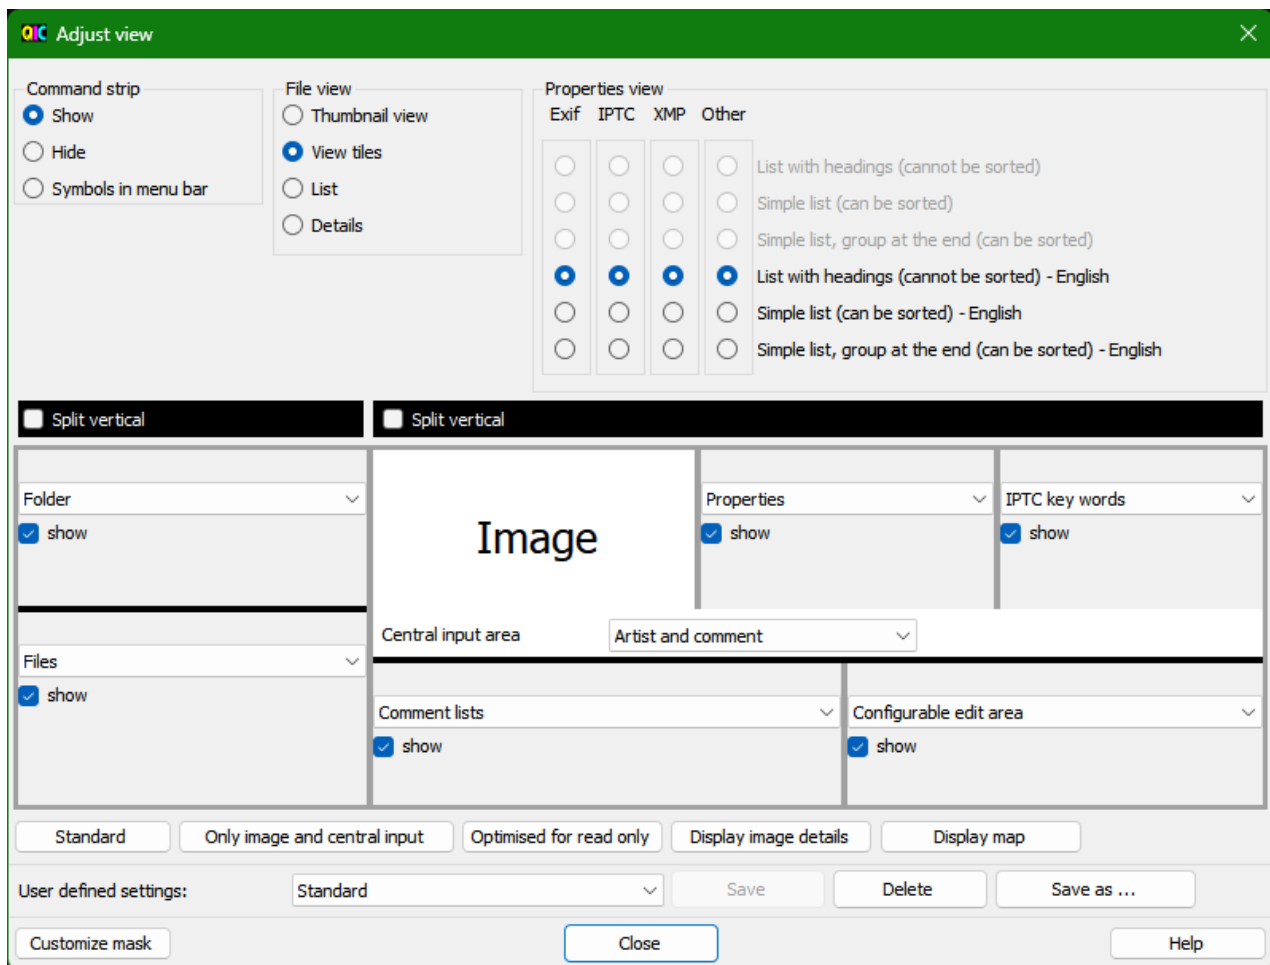 QIC Adjust view
Command strip
Show
Hide
Symbols in menu bar
File view
Thumbnail view
View tiles
List
Details
Properties view
Exif IPTC XMP Other
List with headings (cannot be sorted)
Simple list (can be sorted)
Simple list, group at the end (can be sorted)
List with headings (cannot be sorted) - English
Simple list (can be sorted) - English
Simple list, group at the end (can be sorted) - English
Split vertical
Split vertical
Folder
show
Image
Properties
show
IPTC key words
show
Central input area
Artist and comment
Files
show
Comment lists
show
Configurable edit area
show
Standard
Only image and central input
Optimised for read only
Display image details
Display map
User defined settings:
Standard
Save
Delete
Save as ...
Customize mask
Close
Help